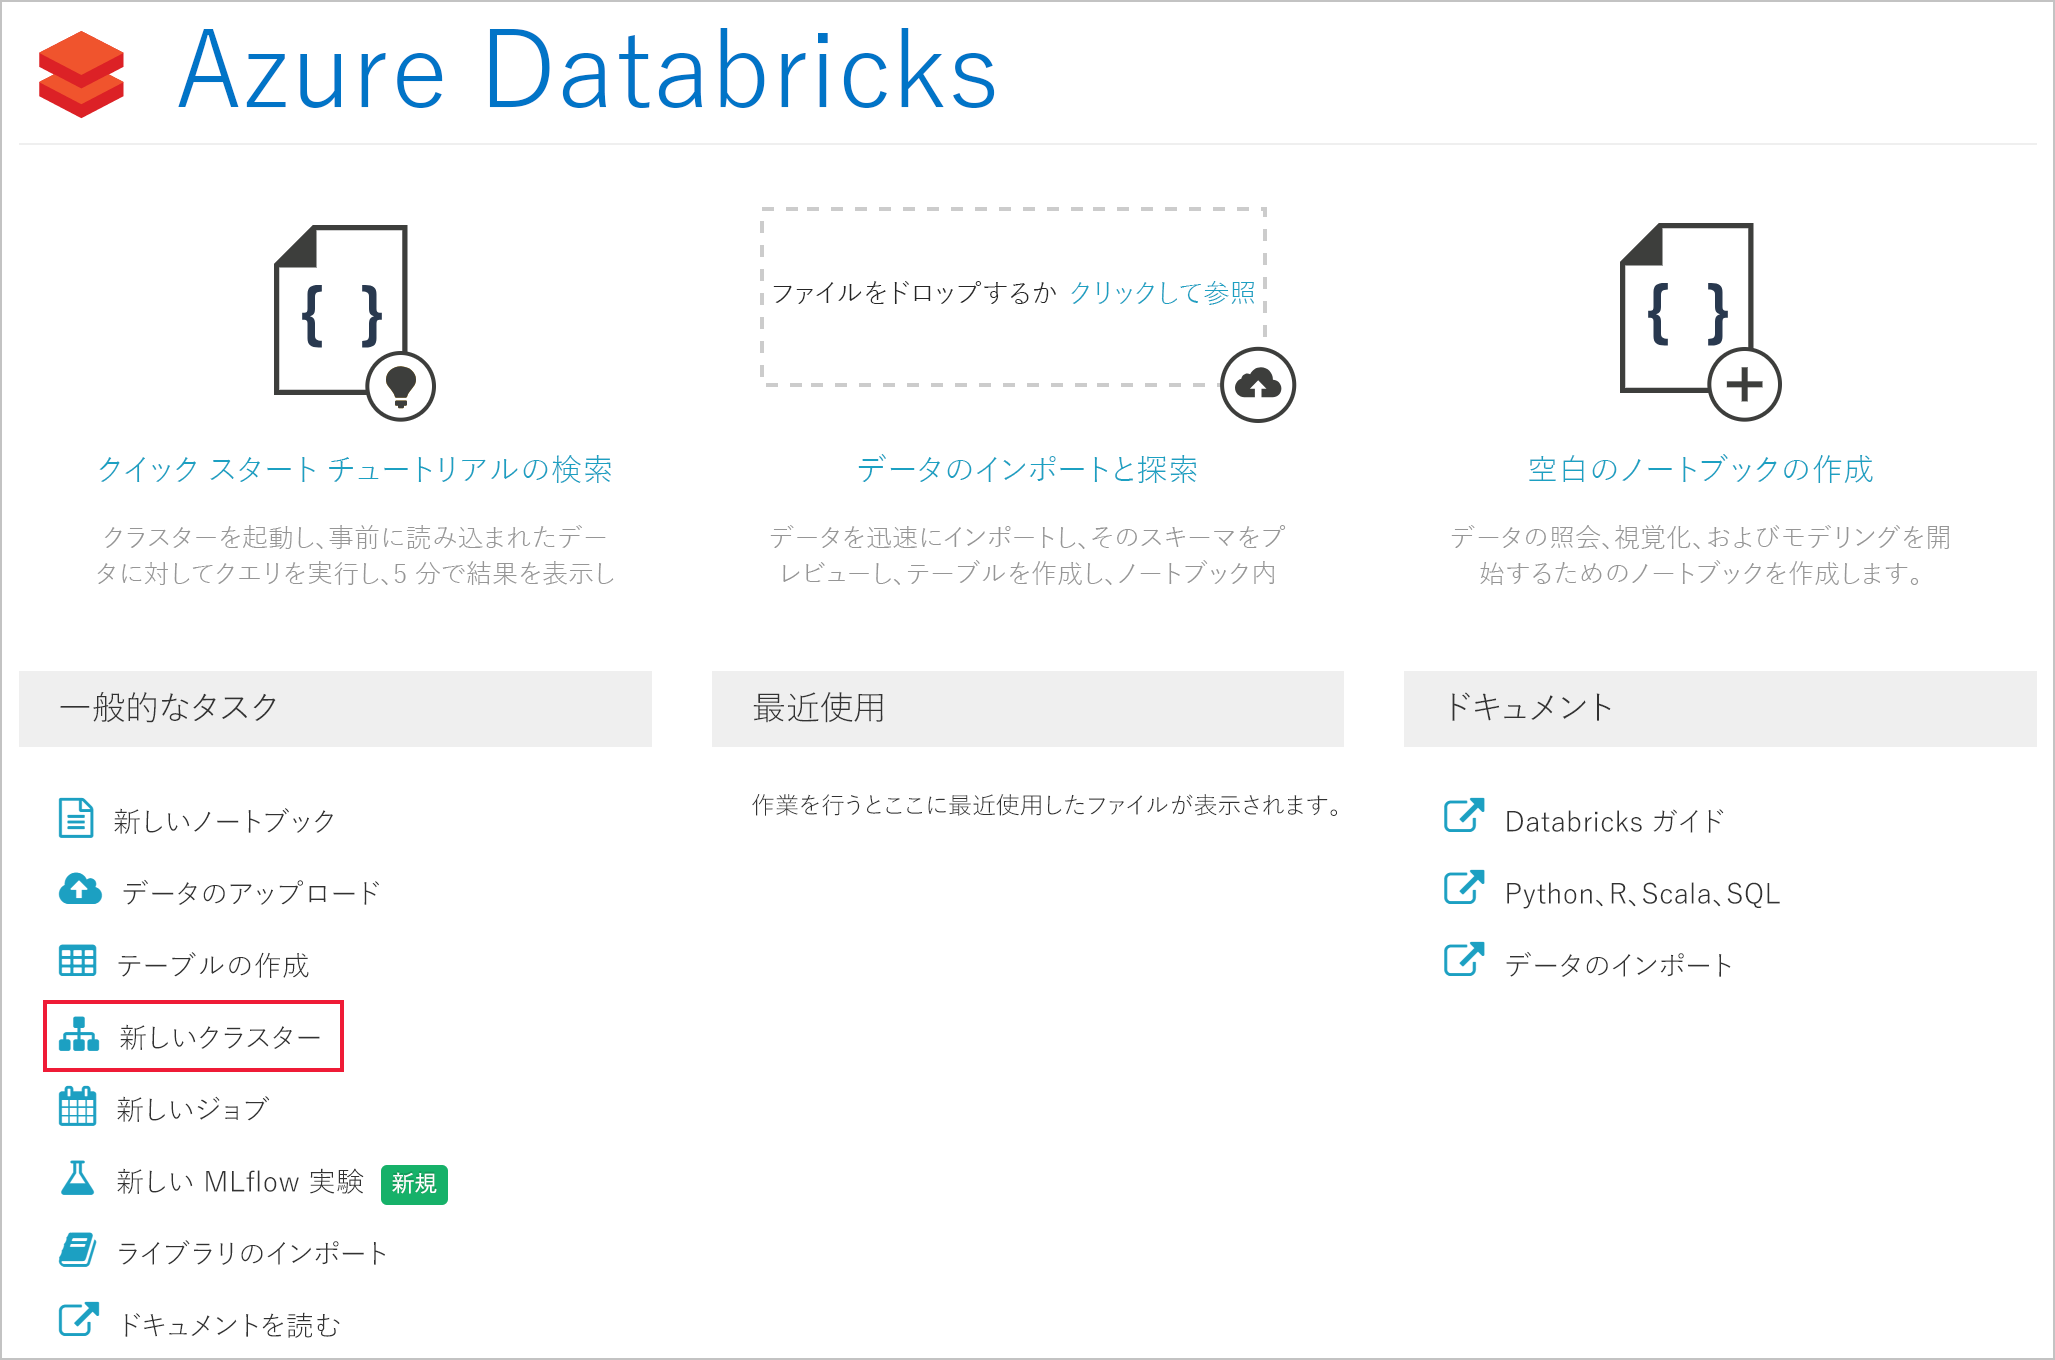 Azure Databricks
{ }
ファイルをドロップするか クリックして参照
{ }
クイック スタート チュートリアルの検索
クラスターを起動し、事前に読み込まれたデー
タに対してクエリを実行し、5 分で結果を表示し
データのインポートと探索
データを迅速にインポートし、そのスキーマをプ
レビューし、テーブルを作成し、ノートブック内
空白のノートブックの作成
データの照会、視覚化、およびモデリングを開
始するためのノートブックを作成します。
一般的なタスク
新しいノートブック
データのアップロード
テーブルの作成
新しいクラスター
新しいジョブ
新しい MLflow 実験 新規
ライブラリのインポート
ドキュメントを読む
最近使用
作業を行うとここに最近使用したファイルが表示されます。
ドキュメント
Databricks ガイド
Python、R、Scala、SQL
データのインポート